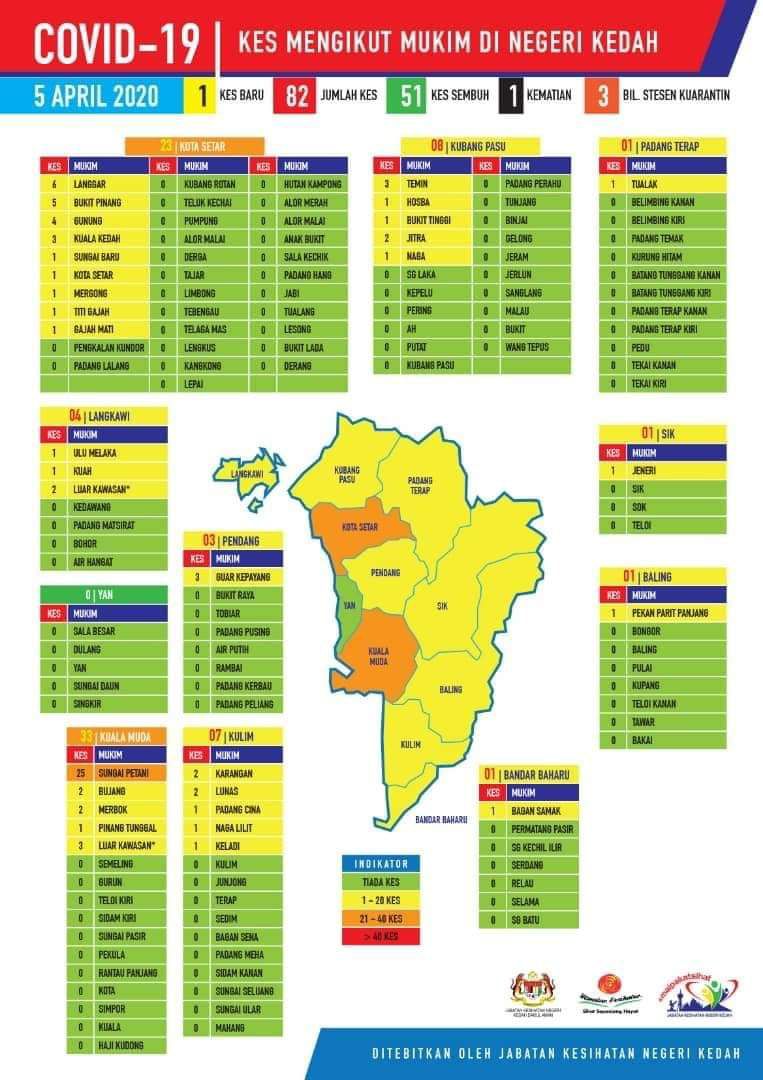 COVID-19 | KES MENGIKUT MUKIM DI NEGERI KEDAH
5 APRIL 2020 1 KES BARU 82 JUMLAH KES 51 KES SEMBUH 1 KEMATIAN 3 BIL. STESEN KUARANTIN
23 | KOTA SETAR
KES MUKIM KES MUKIM KES MUKIM
6 LANGGAR 0 KUBANG ROTAN 0 HUTAN KAMPONG
5 BUKIT PINANG 0 TELUK KECHAI 0 ALOR MERAH
4 GUNUNG 0 PUMPUNG 0 ALOR MALAI
3 KUALA KEDAH 0 ALOR MALAI 0 ANAK BUKIT
1 SUNGAI BARU 0 DERGA 0 SALA KECHIK
1 KOTA SETAR 0 TAJAR 0 PADANG HANG
1 MERGONG 0 LIMBONG 0 JABI
1 TITI GAJAH 0 TEBENGAU 0 TUALANG
1 GAJAH MATI 0 TELAGA MAS 0 LESONG
0 PENGKALAN KUNDOR 0 LENGKUS 0 BUKIT LADA
0 PADANG LALANG 0 KANGKONG 0 DERANG
0 LEPAI
08 | KUBANG PASU
KES MUKIM KES MUKIM
3 TEMIN 0 PADANG PERAHU
1 HOSBA 0 TUNJANG
1 BUKIT TINGGI 0 BINJAI
2 JITRA 0 GELONG
1 NAGA 0 JERAM
0 SG LAKA 0 JERLUN
0 KEPELU 0 SANGLANG
0 PERING 0 MALAU
0 AH 0 BUKIT
0 PUTAT 0 WANG TEPUS
0 KUBANG PASU
01 | PADANG TERAP
KES MUKIM
1 TUALAK
0 BELIMBING KANAN
0 BELIMBING KIRI
0 PADANG TEMAK
0 KURUNG HITAM
0 BATANG TUNGGANG KANAN
0 BATANG TUNGGANG KIRI
0 PADANG TERAP KANAN
0 PADANG TERAP KIRI
0 PEDU
0 TEKAI KANAN
0 TEKAI KIRI
04 | LANGKAWI
KES MUKIM
1 ULU MELAKA
1 KUAH
2 LUAR KAWASAN*
0 KEDAWANG
0 PADANG MATSIRAT
0 BOHOR
0 AIR HANGAT
01 | SIK
KES MUKIM
1 JENERI
0 SIK
0 SOK
0 TELOI
LANGKAWI
KUBANG PASU
PADANG TERAP
KOTA SETAR
PENDANG
YAN
SIK
KUALA MUDA
BALING
KULIM
BANDAR BAHARU
03 | PENDANG
KES MUKIM
3 GUAR KEPAYANG
0 BUKIT RAYA
0 TOBIAR
0 PADANG PUSING
0 AIR PUTIH
0 RAMBAI
0 PADANG KERBAU
0 PADANG PELIANG
0 | YAN
KES MUKIM
0 SALA BESAR
0 DULANG
0 YAN
0 SUNGAI DAUN
0 SINGKIR
01 | BALING
KES MUKIM
1 PEKAN PARIT PANJANG
0 BONGOR
0 BALING
0 PULAI
0 KUPANG
0 TELOI KANAN
0 TAWAR
0 BAKAI
33 | KUALA MUDA
KES MUKIM
25 SUNGAI PETANI
2 BUJANG
2 MERBOK
1 PINANG TUNGGAL
3 LUAR KAWASAN*
0 SEMELING
0 GURUN
0 TELOI KIRI
0 SIDAM KIRI
0 SUNGAI PASIR
0 PEKULA
0 RANTAU PANJANG
0 KOTA
0 SIMPOR
0 KUALA
0 HAJI KUDONG
07 | KULIM
KES MUKIM
2 KARANGAN
2 LUNAS
1 PADANG CINA
1 NAGA LILIT
1 KELADI
0 KULIM
0 JUNJONG
0 TERAP
0 SEDIM
0 BAGAN SENA
0 PADANG MEHA
0 SIDAM KANAN
0 SUNGAI SELUANG
0 SUNGAI ULAR
0 MAHANG
01 | BANDAR BAHARU
KES MUKIM
1 BAGAN SAMAK
0 PERMATANG PASIR
0 SG KECHIL ILIR
0 SERDANG
0 RELAU
0 SELAMA
0 SG BATU
INDIKATOR
TIADA KES
1 - 20 KES
21 - 40 KES
> 40 KES
JABATAN KESIHATAN NEGERI
KEDAH DARUL AMAN
Sihat Sepanjang Hayat
#malpakatsihat
JABATAN KESIHATAN NEGERI KEDAH
DITEBITKAN OLEH JABATAN KESIHATAN NEGERI KEDAH